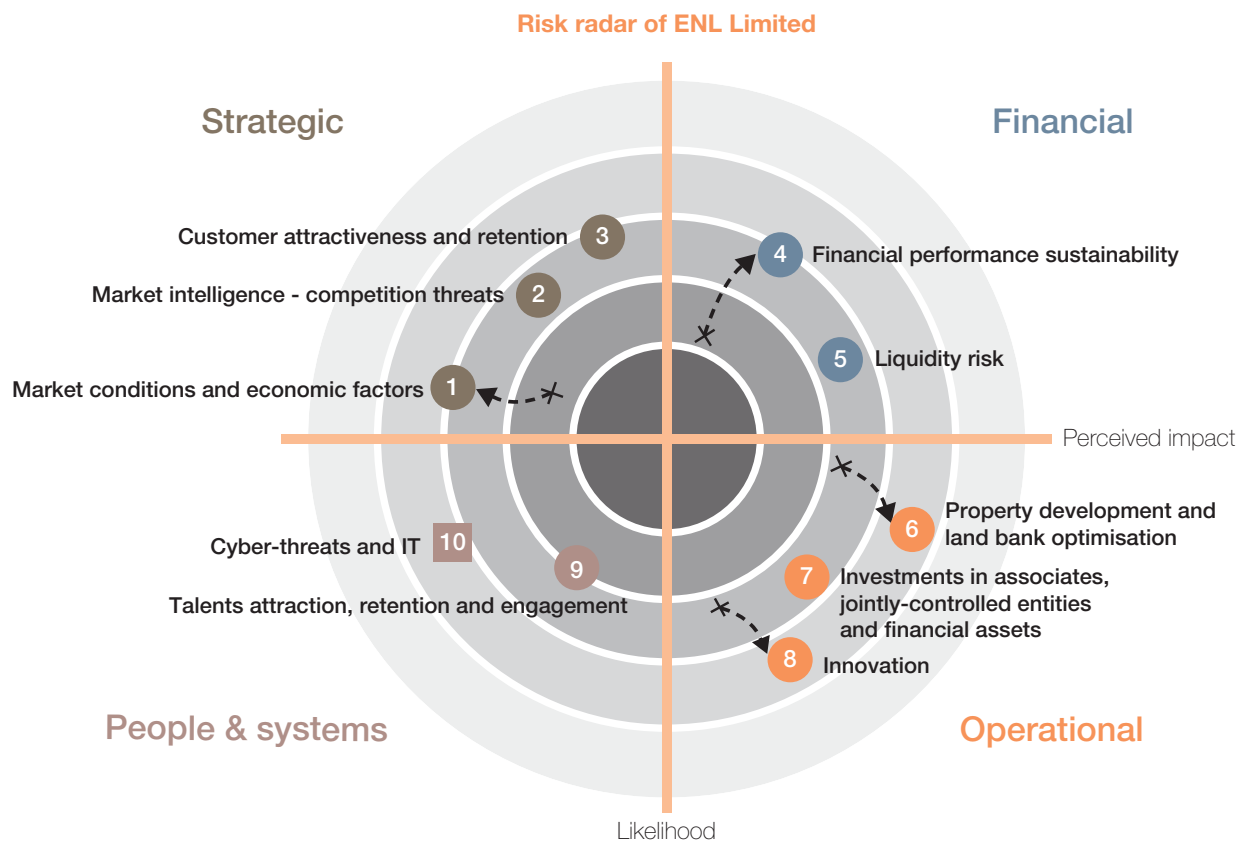 Risk radar of ENL Limited
Strategic
Financial
Customer attractiveness and retention
3
4
Financial performance sustainability
Market intelligence - competition threats
2
5
Liquidity risk
Market conditions and economic factors
1
Perceived impact
6
Property development and
land bank optimisation
Cyber-threats and IT
10
9
Talents attraction, retention and engagement
7
Investments in associates,
jointly-controlled entities
and financial assets
8
Innovation
People & systems
Operational
Likelihood